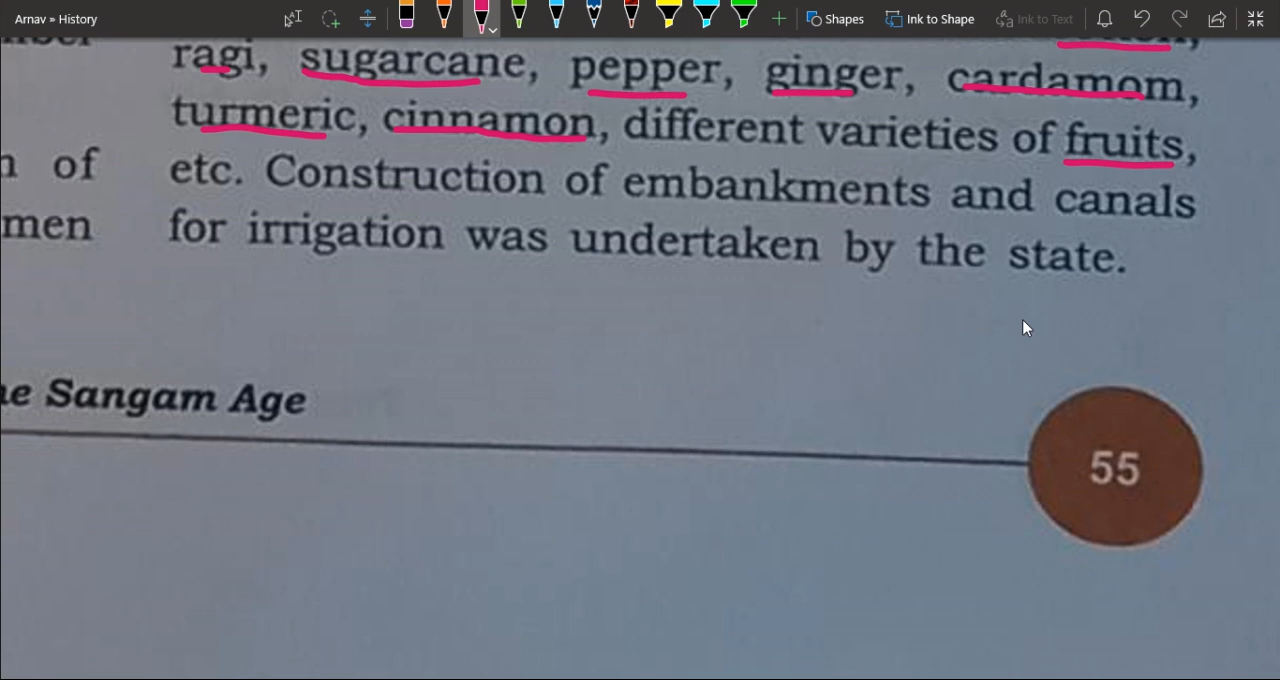 Arnav » History
Shapes
Ink to Shape
Ink to Text
ragi, sugarcane, pepper, ginger, cardamom,
turmeric, cinnamon, different varieties of fruits,
of
etc. Construction of embankments and canals
men
for irrigation was undertaken by the state.
Sangam Age
55